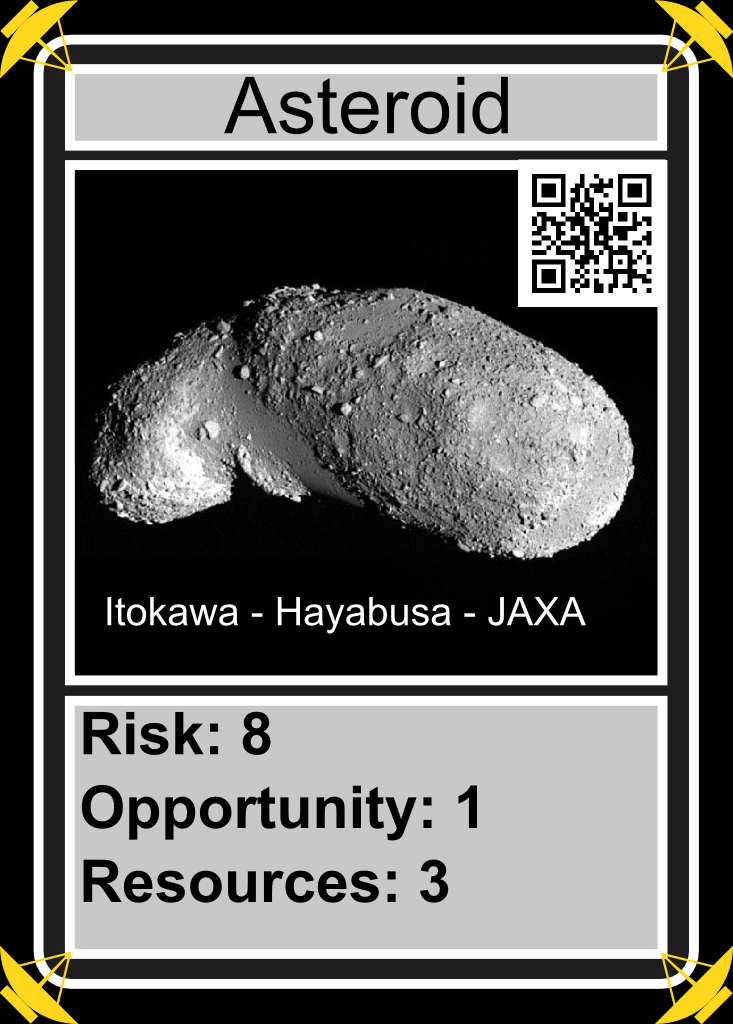 Asteroid
Itokawa - Hayabusa - JAXA
Risk: 8
Opportunity: 1
Resources: 3